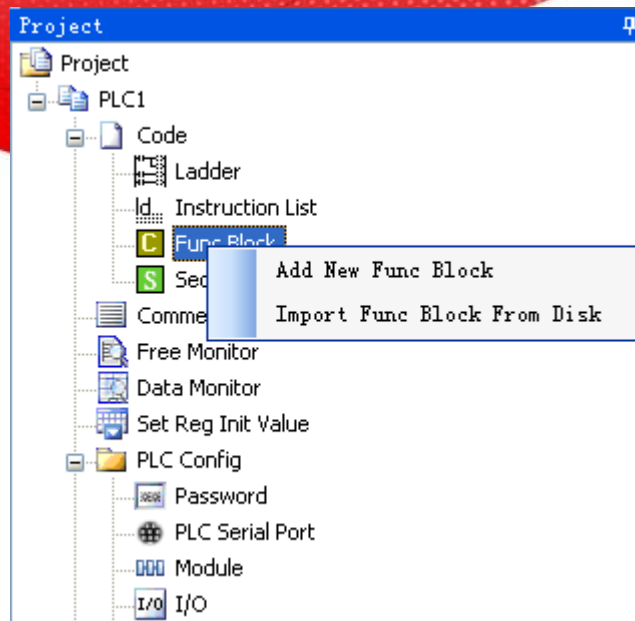 Project
Project
PLC1
Code
Ladder
Instruction List
Func Block
Add New Func Block
Import Func Block From Disk
Free Monitor
Data Monitor
Set Reg Init Value
PLC Config
Password
PLC Serial Port
Module
I/O